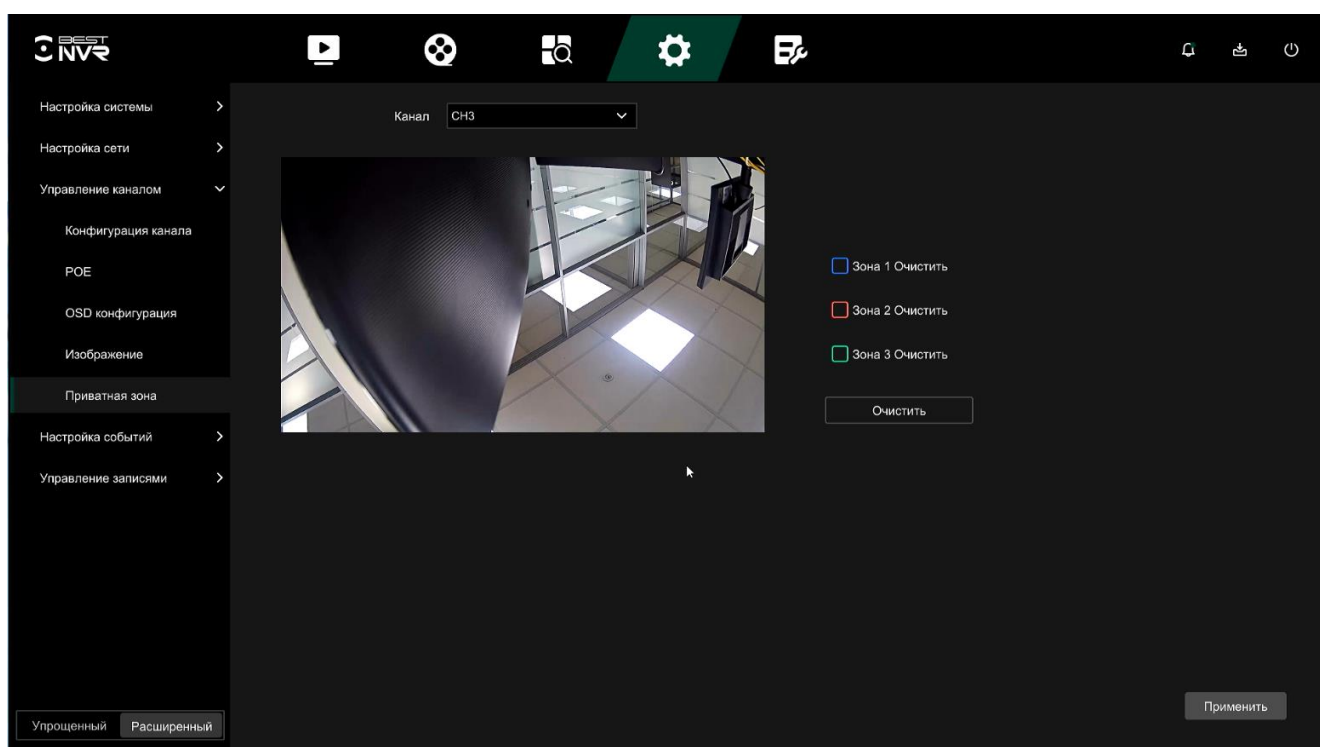 BEST
NVR
Настройка системы
Канал CH3
Настройка сети
Управление каналом
Конфигурация канала
POE
Зона 1 Очистить
OSD конфигурация
Зона 2 Очистить
Изображение
Зона 3 Очистить
Приватная зона
Очистить
Настройка событий
Управление записями
Применить
Упрощенный Расширенный